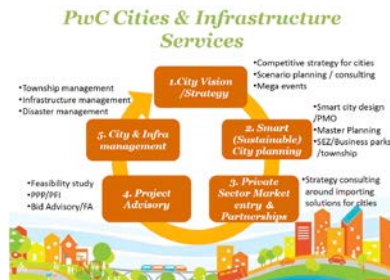 PwC Cities & Infrastructure
Services
1.City Vision
/Strategy
•Competitive strategy for cities
•Scenario planning / consulting
•Mega events
2. Smart
(Sustainable)
City planning
•Smart city design
/PMO
•Master Planning
•SEZ/Business parks
/township
3. Private
Sector Market
entry &
Partnerships
•Strategy consulting
around importing
solutions for cities
4. Project
Advisory
•Feasibility study
•PPP/PFI
•Bid Advisory/FA
5. City & Infra
management
•Township management
•Infrastructure management
•Disaster management